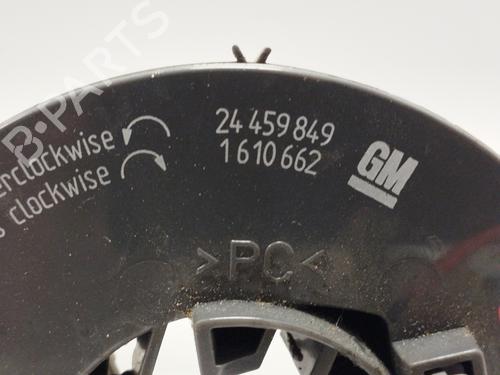 B-PARTS
erclockwise
s clockwise
24 459 849
1 610 662
GM
>PC<